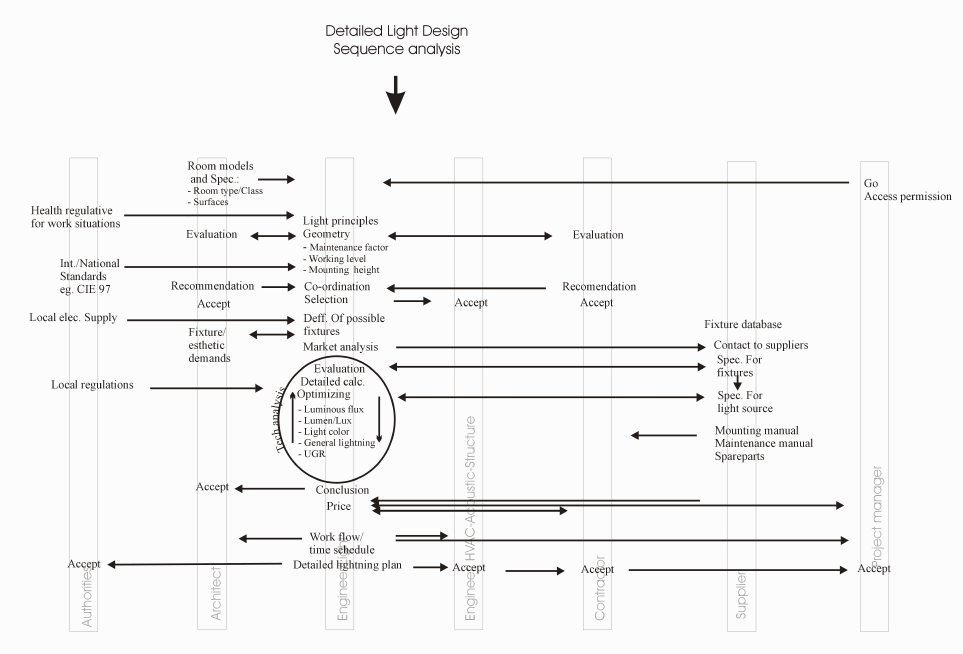 Detailed Light Design
Sequence analysis
Room models
and Spec.:
- Room type/Class
- Surfaces
Go
Access permission
Health regulative
for work situations
Light principles
Evaluation
Geometry
Evaluation
- Maintenance factor
- Working level
- Mounting height
Int./National
Standards
eg. CIE 97
Recommendation
Co-ordination
Recomendation
Selection
Accept
Accept
Accept
Local elec. Supply
Deff. Of possible
fixtures
Fixture/
esthetic
demands
Fixture database
Market analysis
Contact to suppliers
Evaluation
Spec. For
fixtures
Local regulations
Detailed calc.
Optimizing
Tech analysis
- Luminous flux
- Lumen/Lux
- Light color
- General lightning
- UGR
Spec. For
light source
Mounting manual
Maintenance manual
Spareparts
Accept
Conclusion
Price
Work flow/
time schedule
Accept
Detailed lightning plan
Accept
Accept
Accept
Authorities
Architect
Engineer
Engineer HVAC-Acoustic-Structure
Contractor
Supplier
Project manager